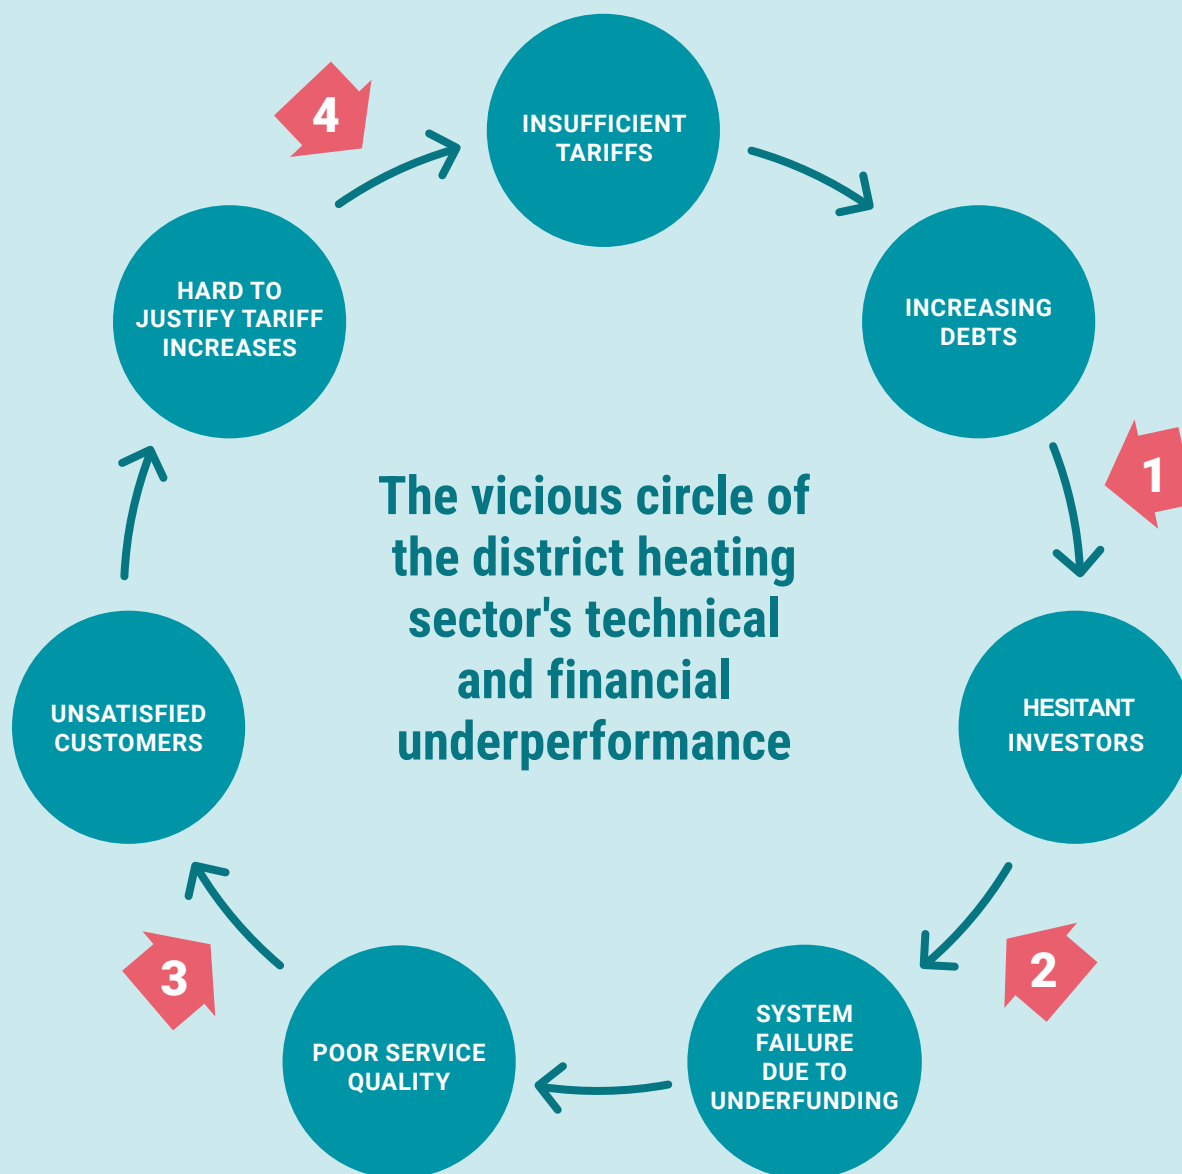 4
INSUFFICIENT
TARIFFS
INCREASING
DEBTS
1
HESITANT
INVESTORS
2
SYSTEM
FAILURE
DUE TO
UNDERFUNDING
POOR SERVICE
QUALITY
3
UNSATISFIED
CUSTOMERS
HARD TO
JUSTIFY TARIFF
INCREASES
The vicious circle of
the district heating
sector's technical
and financial
underperformance